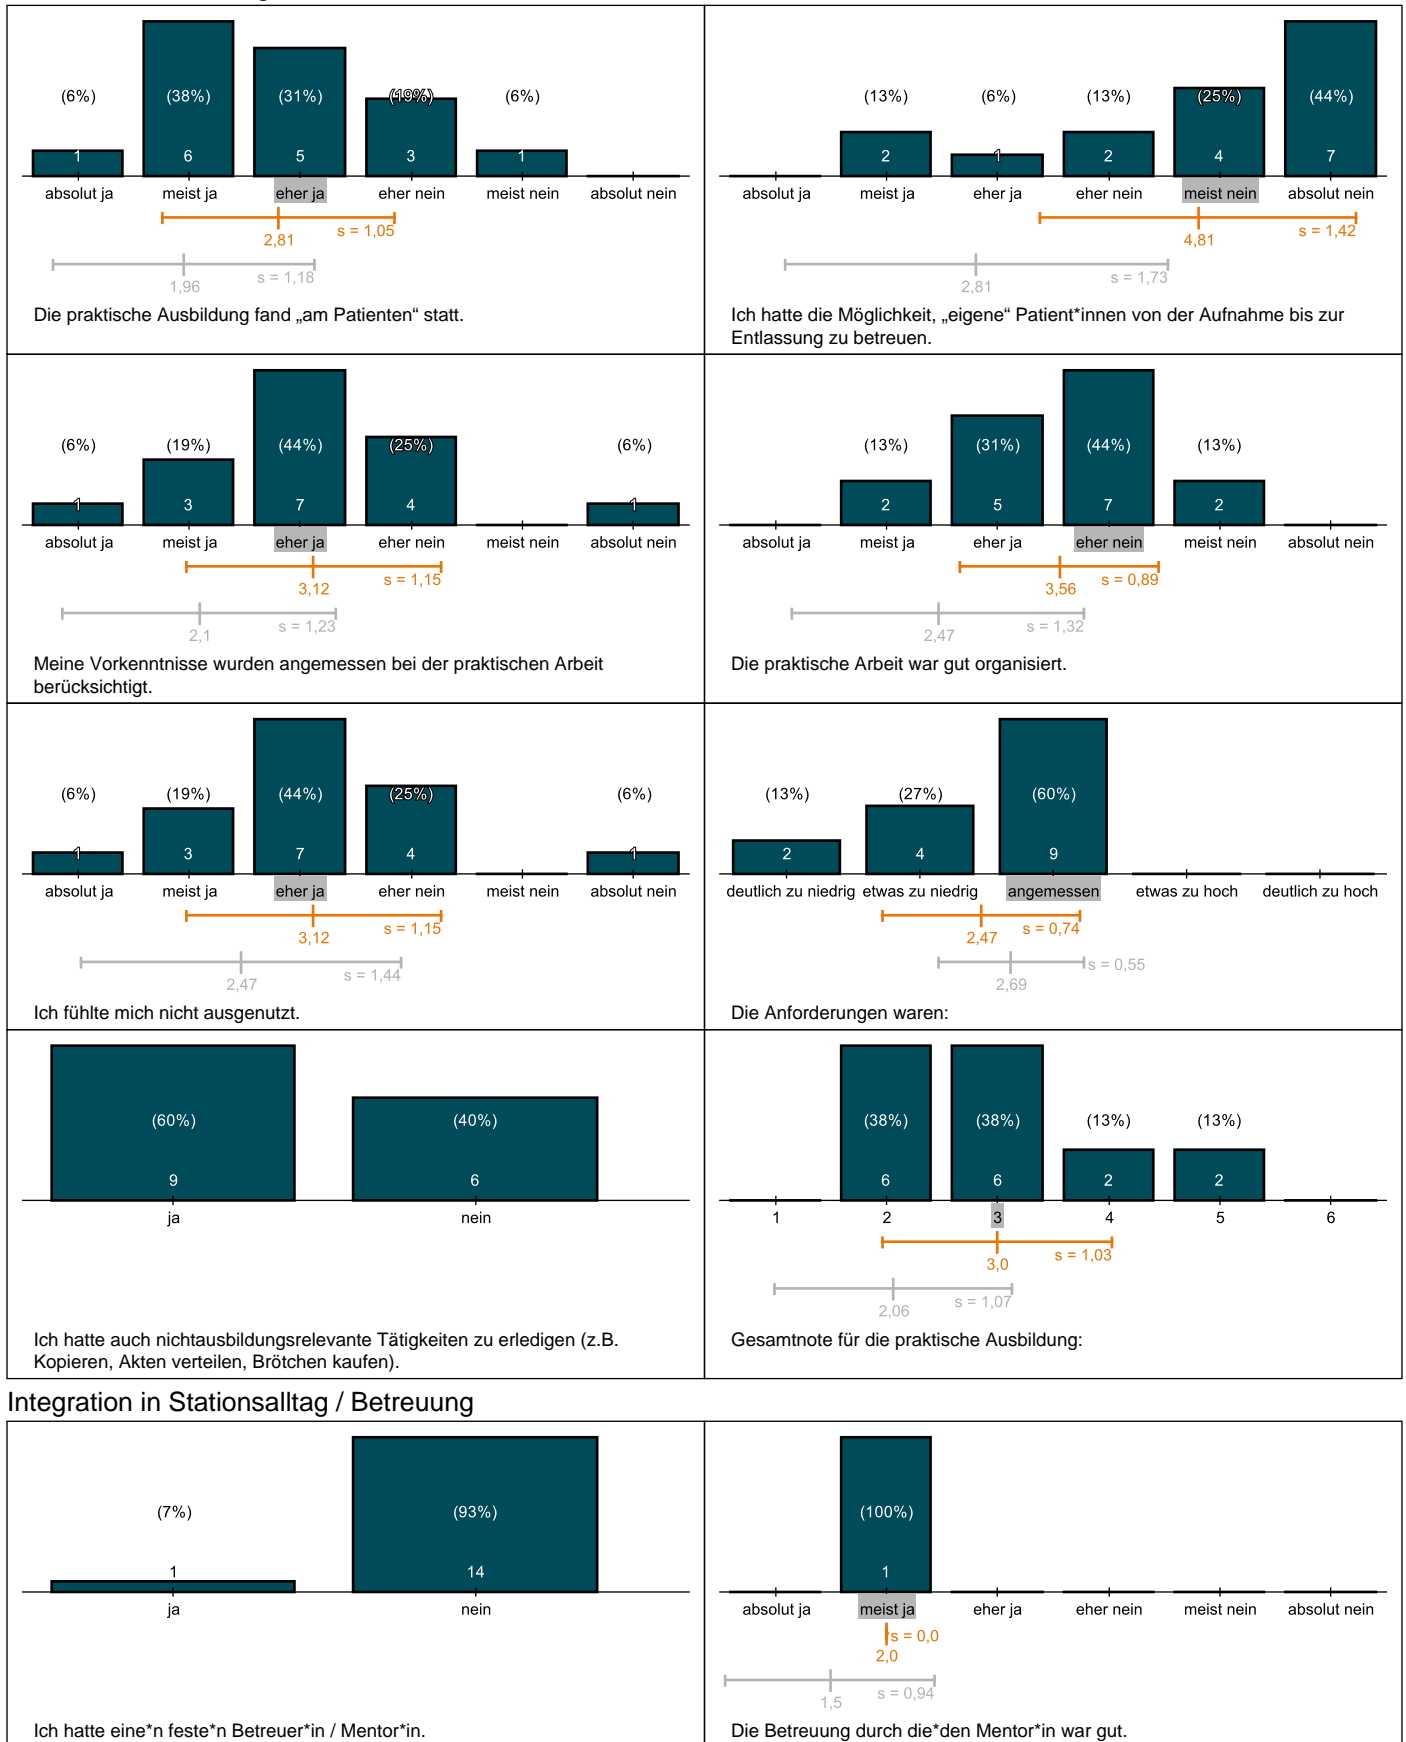 (6%) (38%) (31%) (19%) (6%)
1 6 5 3 1
absolut ja meist ja eher ja eher nein meist nein absolut nein
s = 1,05
2,81
s = 1,18
1,96
Die praktische Ausbildung fand „am Patienten“ statt.
(13%) (6%) (13%) (25%) (44%)
2 1 2 4 7
absolut ja meist ja eher ja eher nein meist nein absolut nein
s = 1,42
4,81
s = 1,73
2,81
Ich hatte die Möglichkeit, „eigene“ Patient*innen von der Aufnahme bis zur
Entlassung zu betreuen.
(6%) (19%) (44%) (25%) (6%)
1 3 7 4 1
absolut ja meist ja eher ja eher nein meist nein absolut nein
s = 1,15
3,12
s = 1,23
2,1
Meine Vorkenntnisse wurden angemessen bei der praktischen Arbeit
berücksichtigt.
(13%) (31%) (44%) (13%)
2 5 7 2
absolut ja meist ja eher ja eher nein meist nein absolut nein
s = 0,89
3,56
s = 1,32
2,47
Die praktische Arbeit war gut organisiert.
(6%) (19%) (44%) (25%) (6%)
1 3 7 4 1
absolut ja meist ja eher ja eher nein meist nein absolut nein
s = 1,15
3,12
s = 1,44
2,47
Ich fühlte mich nicht ausgenutzt.
(13%) (27%) (60%)
2 4 9
deutlich zu niedrig etwas zu niedrig angemessen etwas zu hoch deutlich zu hoch
s = 0,74
2,47
s = 0,55
2,69
Die Anforderungen waren:
(60%) (40%)
9 6
ja nein
Ich hatte auch nichtausbildungsrelevante Tätigkeiten zu erledigen (z.B.
Kopieren, Akten verteilen, Brötchen kaufen).
(38%) (38%) (13%) (13%)
6 6 2 2
1 2 3 4 5 6
s = 1,03
3,0
s = 1,07
2,06
Gesamtnote für die praktische Ausbildung:
Integration in Stationsalltag / Betreuung
(7%) (93%)
1 14
ja nein
Ich hatte eine*n feste*n Betreuer*in / Mentor*in.
(100%)
1
absolut ja meist ja eher ja eher nein meist nein absolut nein
s = 0,0
2,0
s = 0,94
1,5
Die Betreuung durch die*den Mentor*in war gut.